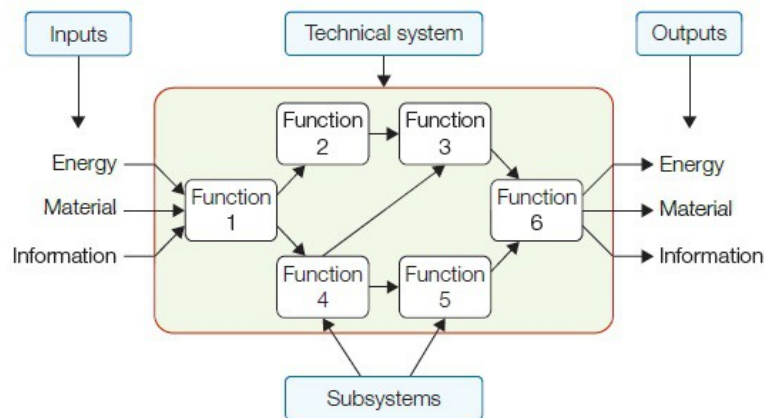 Inputs
Technical system
Outputs
Function
2
Function
3
Energy
Material
Information
Function
1
Function
6
Energy
Material
Information
Function
4
Function
5
Subsystems